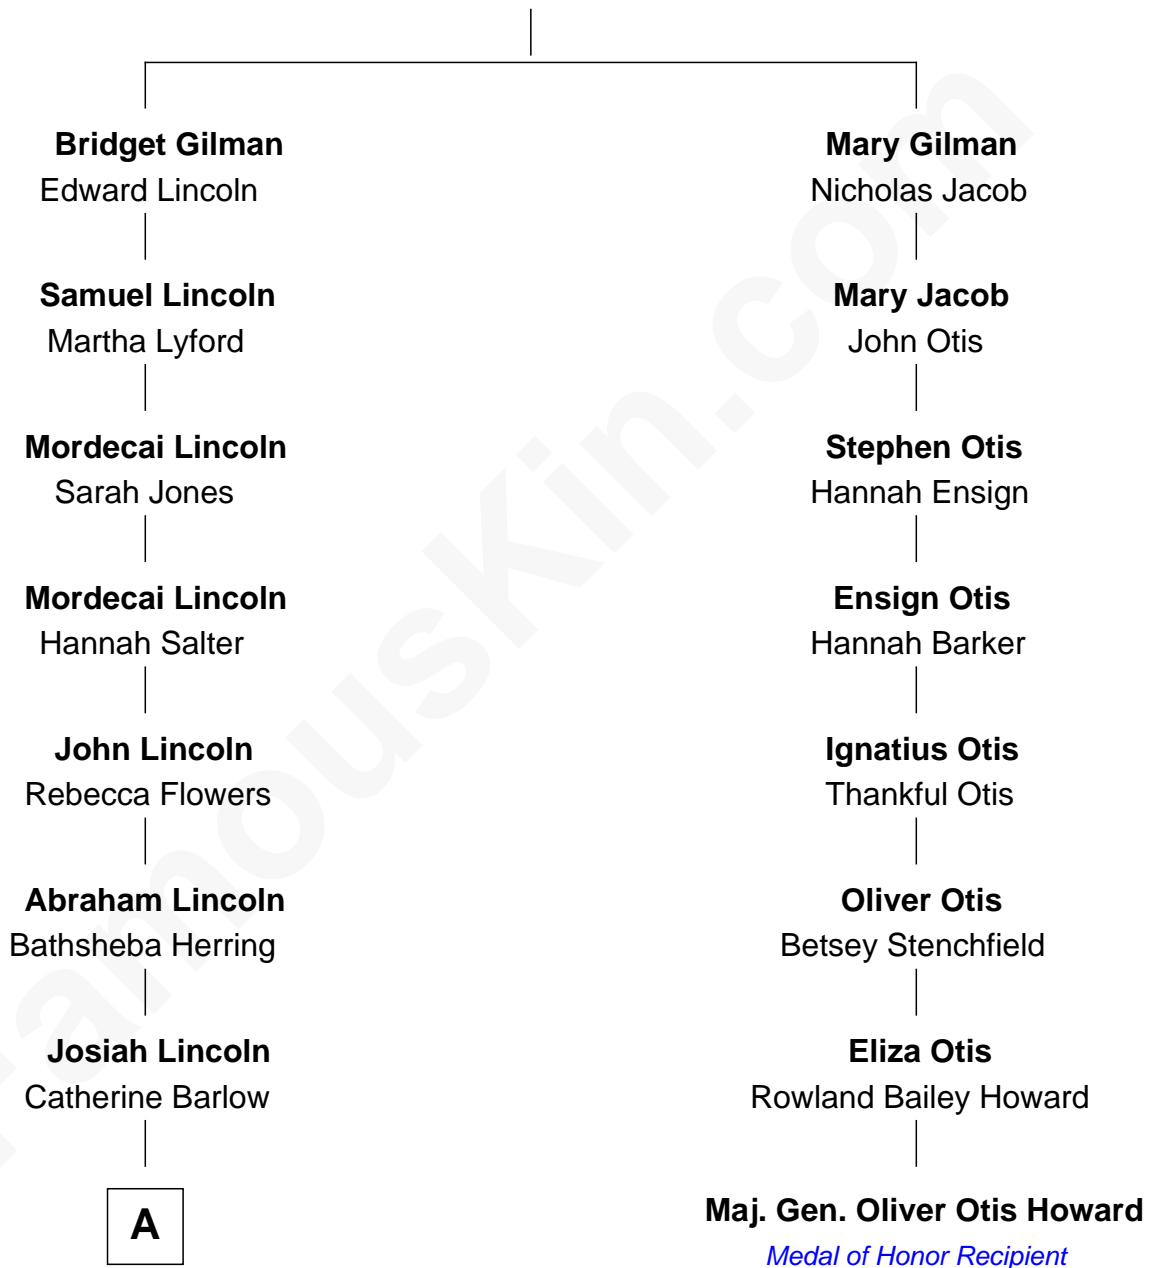 Bridget Gilman
Edward Lincoln
Samuel Lincoln
Martha Lyford
Mordecai Lincoln
Sarah Jones
Mordecai Lincoln
Hannah Salter
John Lincoln
Rebecca Flowers
Abraham Lincoln
Bathsheba Herring
Josiah Lincoln
Catherine Barlow
A
Mary Gilman
Nicholas Jacob
Mary Jacob
John Otis
Stephen Otis
Hannah Ensign
Ensign Otis
Hannah Barker
Ignatius Otis
Thankful Otis
Oliver Otis
Betsey Stenchfield
Eliza Otis
Rowland Bailey Howard
Maj. Gen. Oliver Otis Howard
Medal of Honor Recipient
FamousKin.com